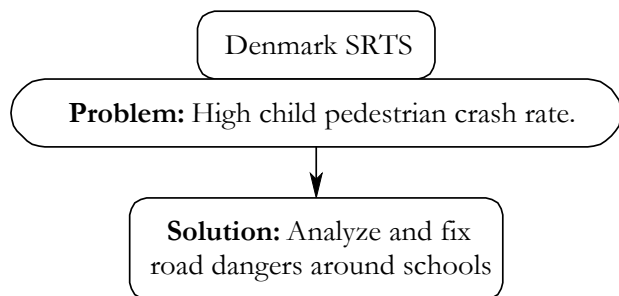 Denmark SRTS
Problem: High child pedestrian crash rate.
Solution: Analyze and fix
road dangers around schools